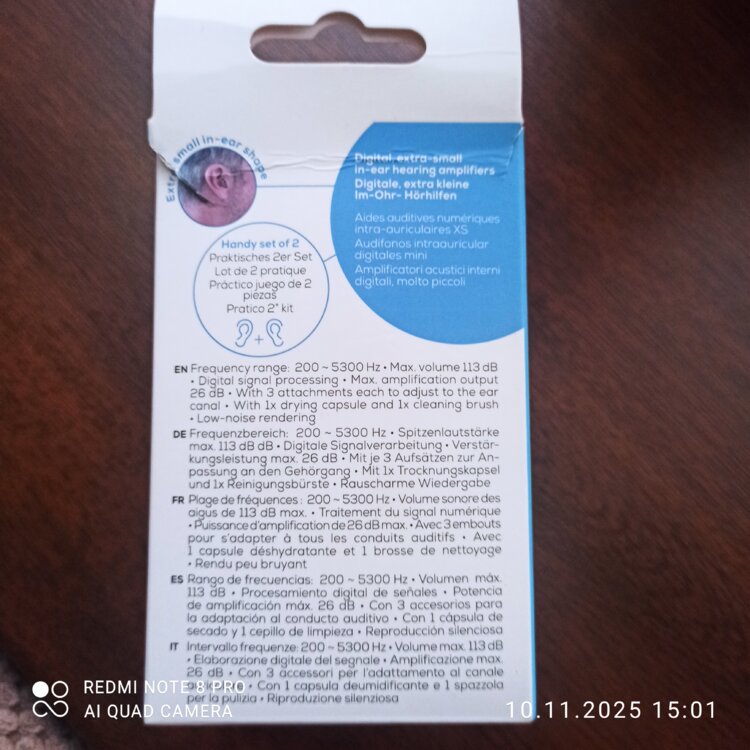 Extra small in-ear shape
Digital, extra-small
in-ear hearing amplifiers
Digitale, extra kleine
Im-Ohr- Hörhilfen
Aides auditives numériques
intra-auriculaires XS
Audífonos intraauricular
digitales mini
Amplificatori acustici interni
digitali, molto piccoli
Handy set of 2
Praktisches 2er Set
Lot de 2 pratique
Práctico juego de 2
piezas
Pratico 2" kit
+
EN Frequency range: 200 ~ 5300 Hz • Max. volume 113 dB
• Digital signal processing • Max. amplification output
26 dB • With 3 attachments each to adjust to the ear
canal • With 1x drying capsule and 1x cleaning brush
• Low-noise rendering
DE Frequenzbereich: 200 ~ 5300 Hz • Spitzenlautstärke
max. 113 dB dB • Digitale Signalverarbeitung • Verstär-
kungsleistung max. 26 dB • Mit je 3 Aufsätzen zur An-
passung an den Gehörgang • Mit 1x Trocknungskapsel
und 1x Reinigungsbürste • Rauscharme Wiedergabe
FR Plage de fréquences : 200 ~ 5300 Hz • Volume sonore des
aigus de 113 dB max. • Traitement du signal numérique
• Puissance d'amplification de 26 dB max. • Avec 3 embouts
pour s'adapter à tous les conduits auditifs • Avec
1 capsule déshydratante et 1 brosse de nettoyage
• Rendu peu bruyant
ES Rango de frecuencias: 200 ~ 5300 Hz • Volumen máx.
113 dB • Procesamiento digital de señales • Potencia
de amplificación máx. 26 dB • Con 3 accesorios para
la adaptación al conducto auditivo • Con 1 cápsula de
secado y 1 cepillo de limpieza • Reproducción silenciosa
IT Intervallo frequenze: 200 ~ 5300 Hz • Volume max. 113 dB
• Elaborazione digitale del segnale • Amplificazione max.
26 dB • Con 3 accessori per l'adattamento al canale
• Con 1 capsula deumidificante e 1 spazzola
per la pulizia • Riproduzione silenziosa
REDMI NOTE 8 PRO
AI QUAD CAMERA
10.11.2025 15:01